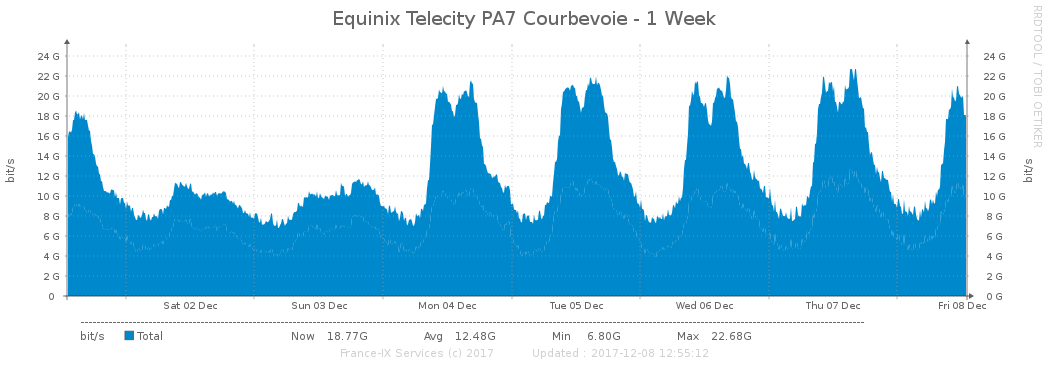 Equinix Telecity PA7 Courbevoie - 1 Week
RRDTOOL / TOBI OETIKER
bit/s
24 G 24 G
22 G 22 G
20 G 20 G
18 G 18 G
16 G 16 G
14 G 14 G
12 G 12 G
10 G 10 G
8 G 8 G
6 G 6 G
4 G 4 G
2 G 2 G
0 0 G
bit/s
Sat 02 Dec Sun 03 Dec Mon 04 Dec Tue 05 Dec Wed 06 Dec Thu 07 Dec Fri 08 Dec
bit/s Total Now 18.77G Avg 12.48G Min 6.80G Max 22.68G
France-IX Services (c) 2017 Updated : 2017-12-08 12:55:12